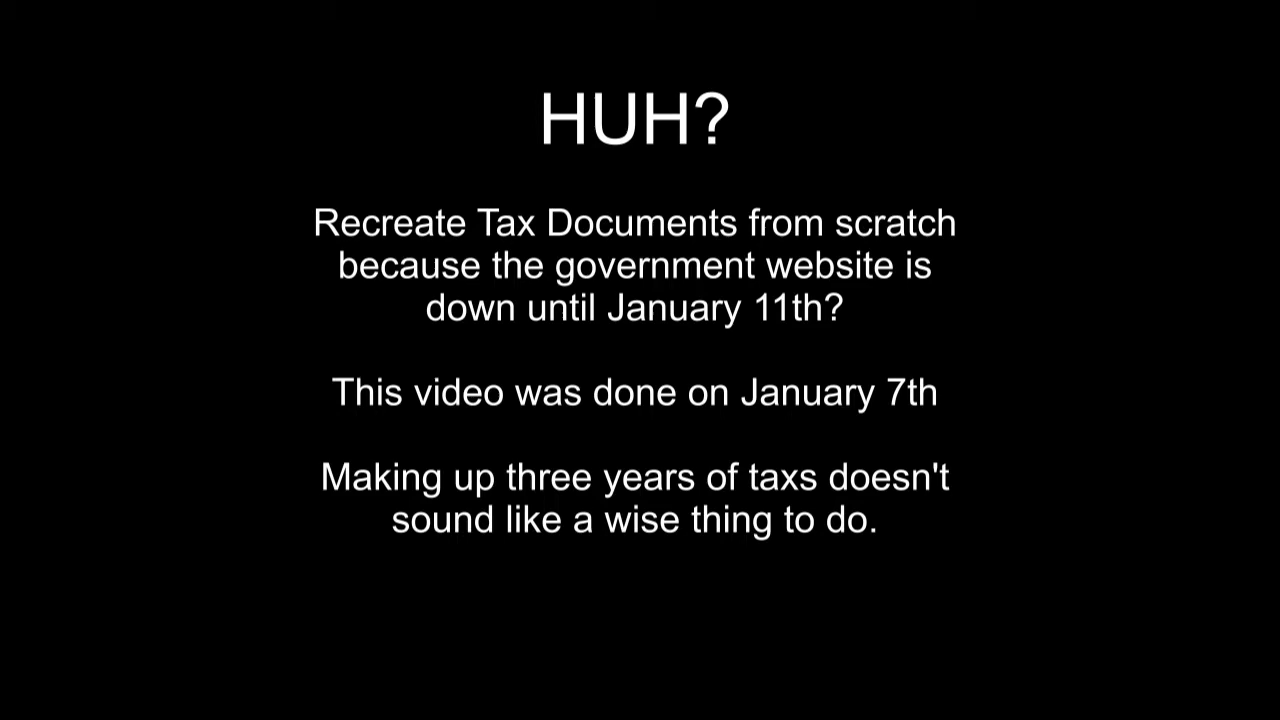 HUH?
Recreate Tax Documents from scratch
because the government website is
down until January 11th?
This video was done on January 7th
Making up three years of taxs doesn't
sound like a wise thing to do.